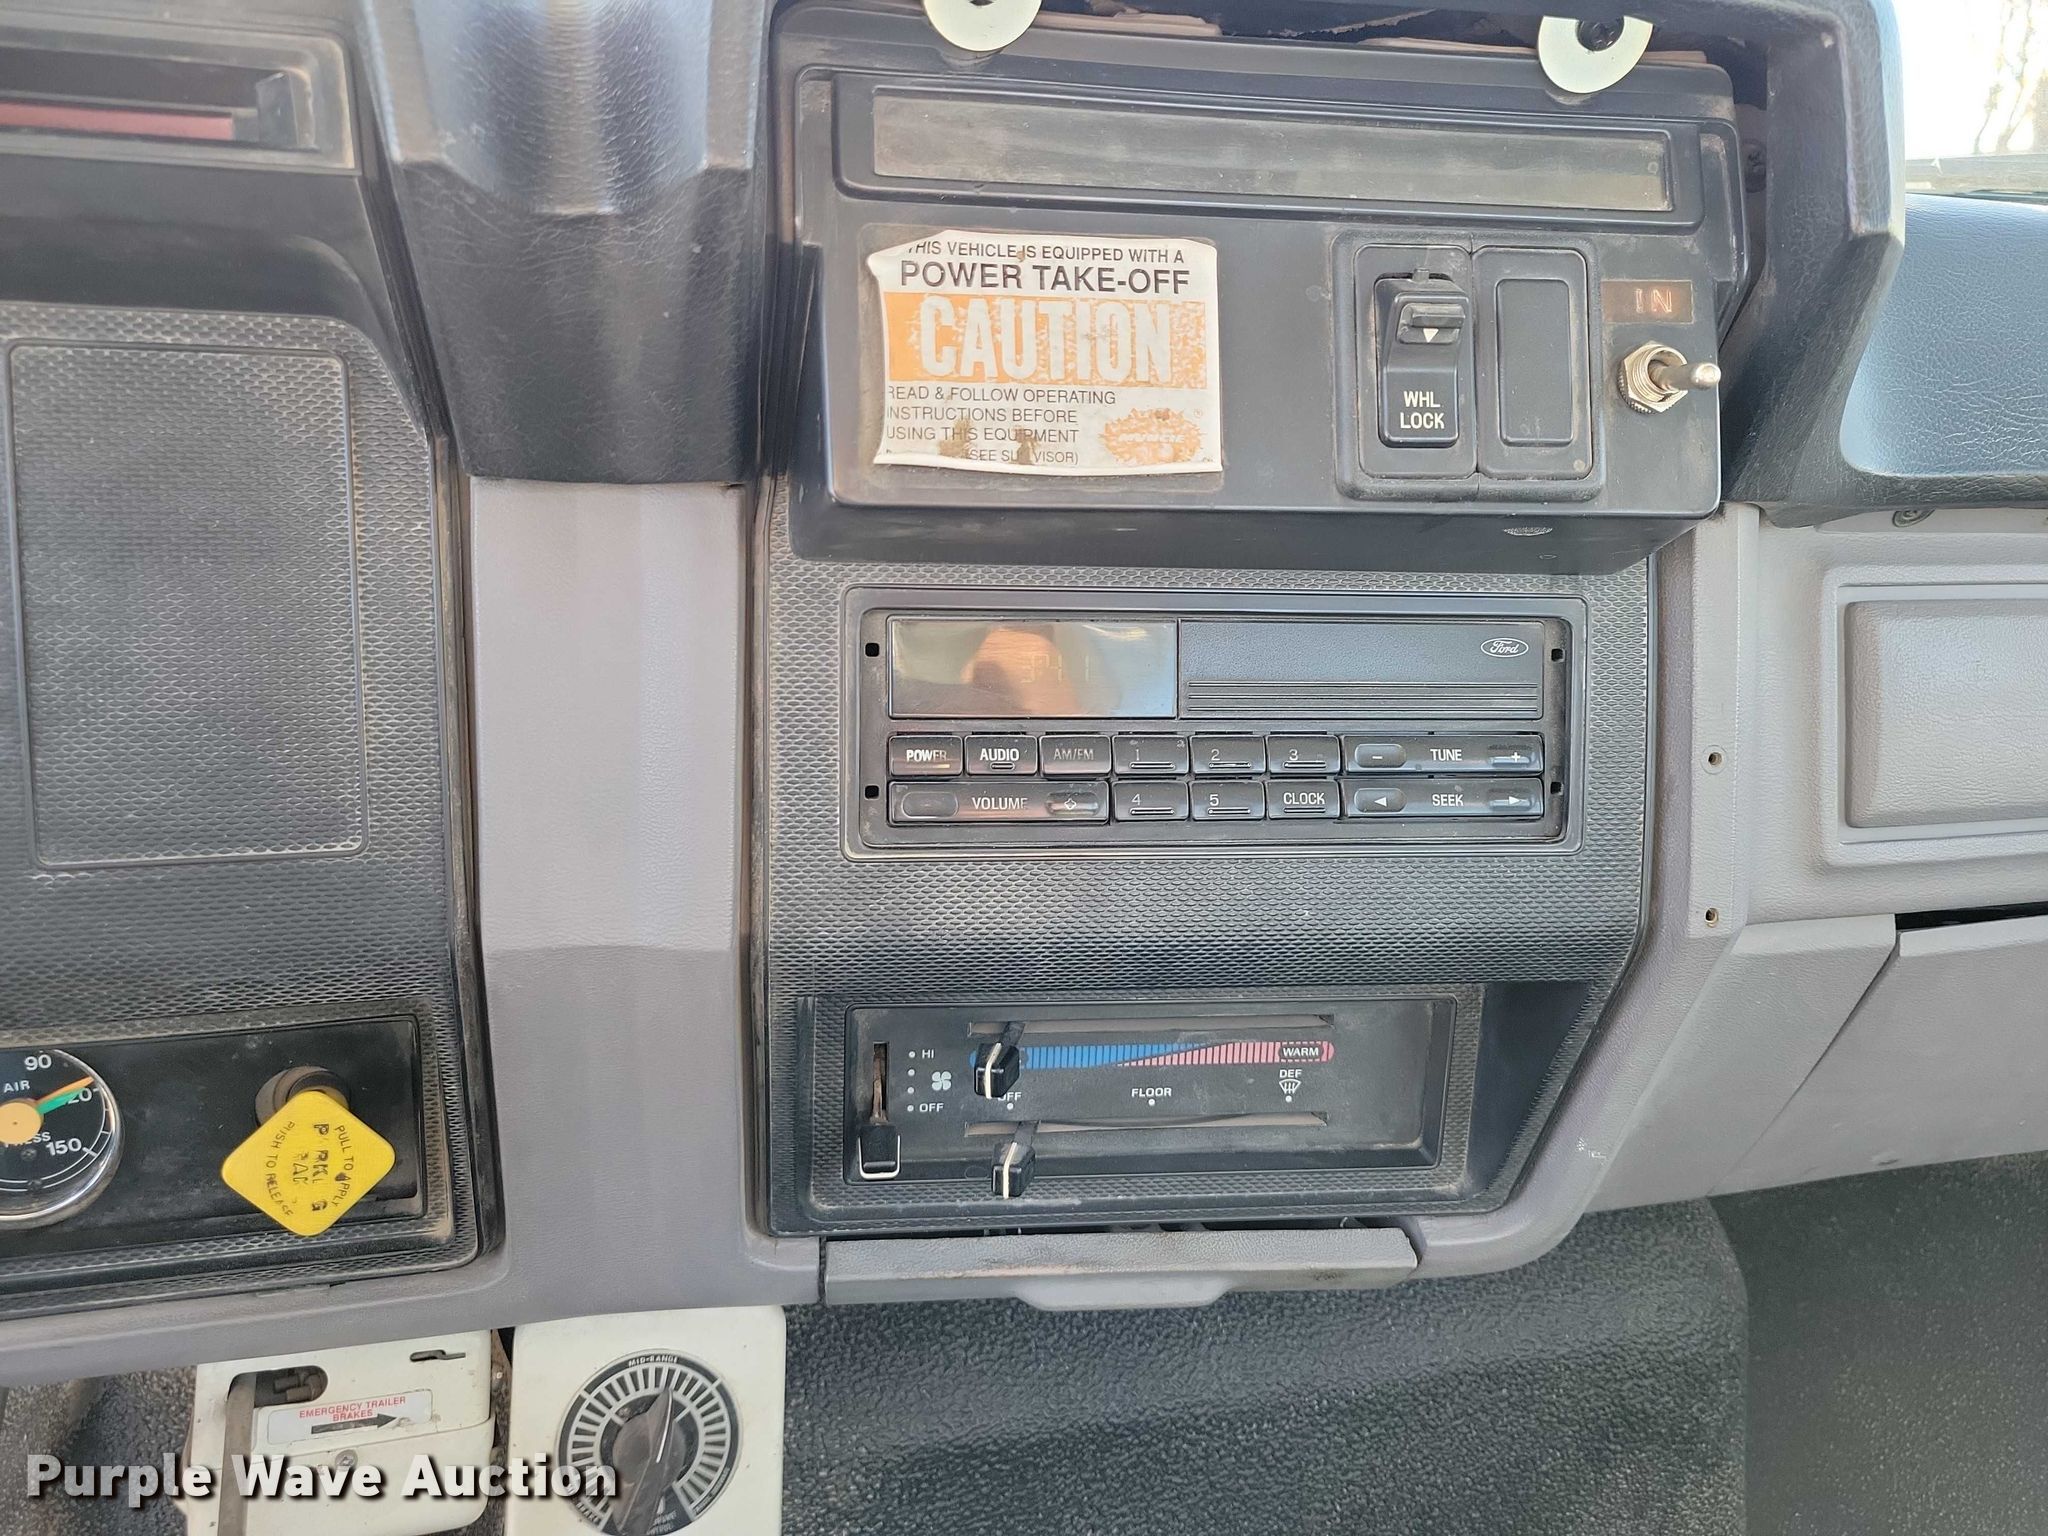 THIS VEHICLE IS EQUIPPED WITH A
POWER TAKE-OFF
CAUTION
READ & FOLLOW OPERATING
INSTRUCTIONS BEFORE
USING THIS EQUIPMENT
(SEE SUN VISOR)
MUNCIE
WHL
LOCK
IN
Ford
POWER AUDIO AM/FM 1 2 3 - TUNE +
VOLUME 4 5 CLOCK SEEK
HI
OFF
WARM
OFF FLOOR DEF
90
AIR
120
PRESS
150
PULL TO APPLY
PARKING
PUSH TO RELEASE
EMERGENCY TRAILER
BRAKES
MID-RANGE
Purple Wave Auction